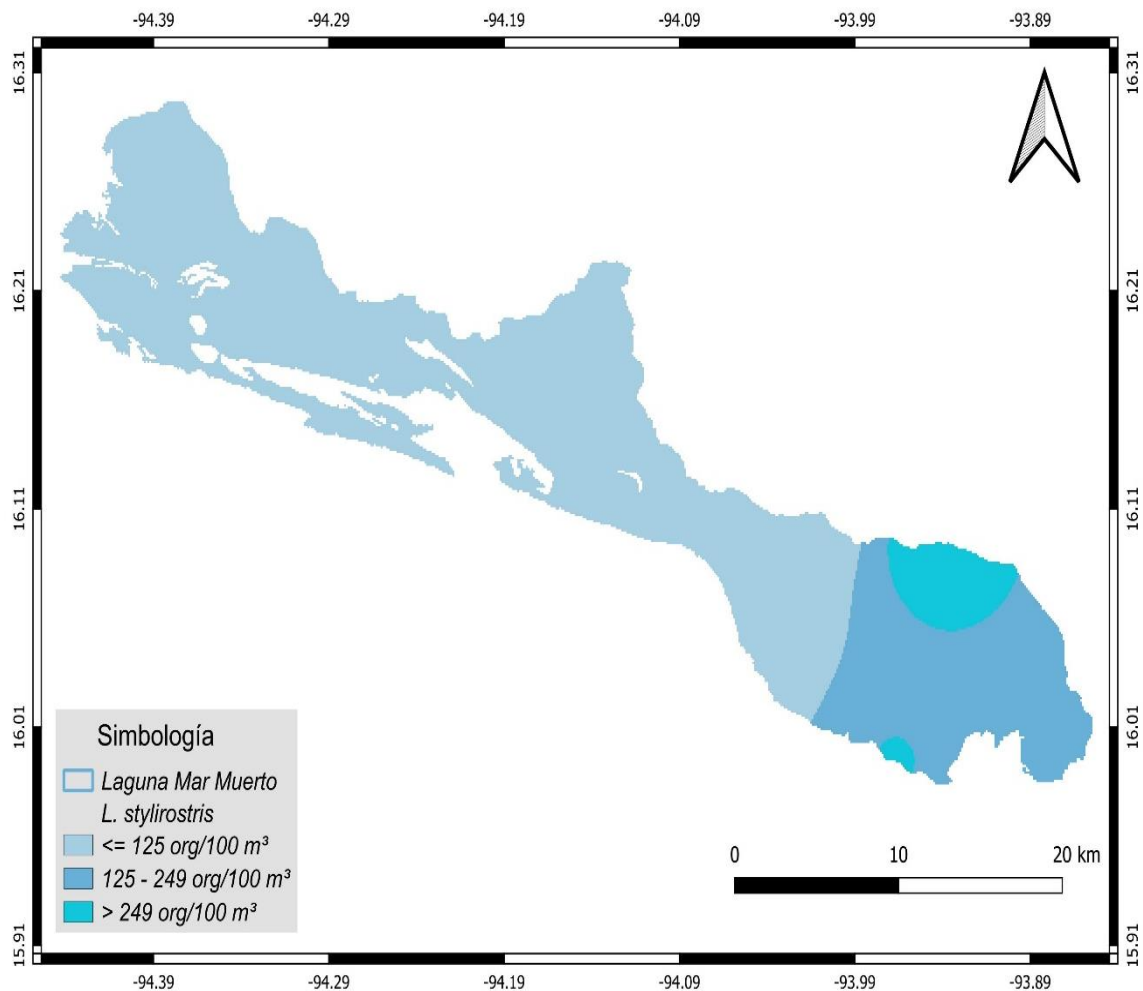 -94.39 -94.29 -94.19 -94.09 -93.99 -93.89
16.31 16.31
16.21 16.21
16.11 16.11
16.01 16.01
Simbología
Laguna Mar Muerto
L. stylirostris
<= 125 org/100 m³
125 - 249 org/100 m³
> 249 org/100 m³
0 10 20 km
15.91 15.91
-94.39 -94.29 -94.19 -94.09 -93.99 -93.89